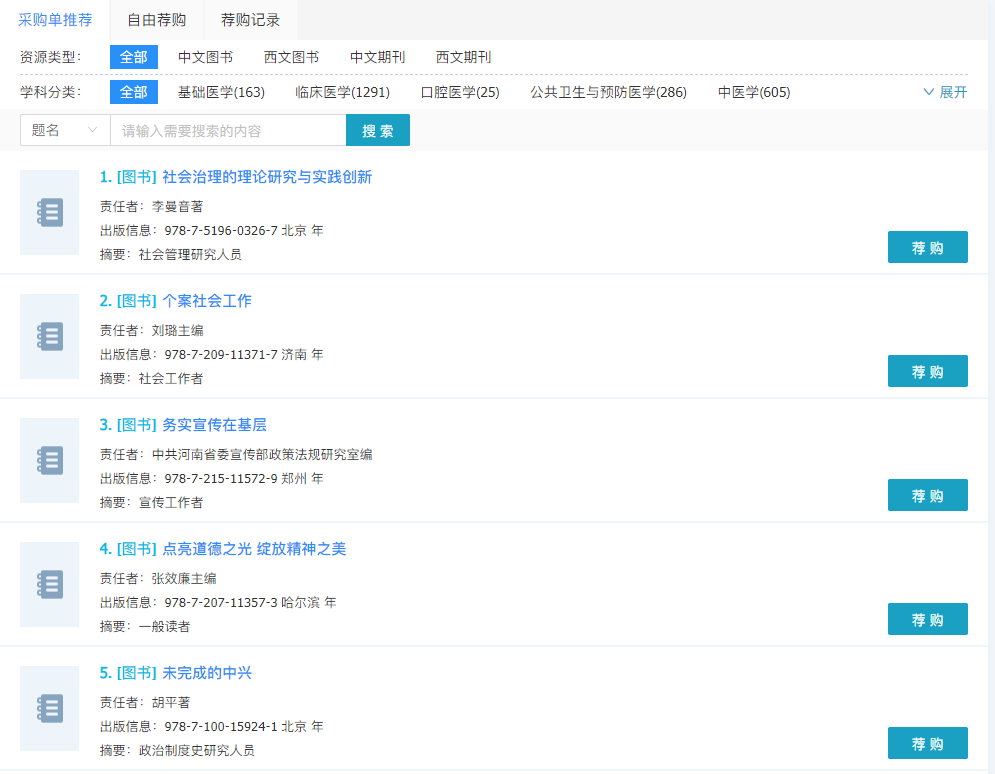 采购单推荐 自由荐购 荐购记录
资源类型: 全部 中文图书 西文图书 中文期刊 西文期刊
学科分类: 全部 基础医学(163) 临床医学(1291) 口腔医学(25) 公共卫生与预防医学(286) 中医学(605) 展开
题名 请输入需要搜索的内容 搜 索
1. [图书] 社会治理的理论研究与实践创新
责任者: 李曼音著
出版信息: 978-7-5196-0326-7 北京 年
摘要: 社会管理研究人员
荐 购
2. [图书] 个案社会工作
责任者: 刘璐主编
出版信息: 978-7-209-11371-7 济南 年
摘要: 社会工作者
荐 购
3. [图书] 务实宣传在基层
责任者: 中共河南省委宣传部政策法规研究室编
出版信息: 978-7-215-11572-9 郑州 年
摘要: 宣传工作者
荐 购
4. [图书] 点亮道德之光 绽放精神之美
责任者: 张效廉主编
出版信息: 978-7-207-11357-3 哈尔滨 年
摘要: 一般读者
荐 购
5. [图书] 未完成的中兴
责任者: 胡平著
出版信息: 978-7-100-15924-1 北京 年
摘要: 政治制度史研究人员
荐 购